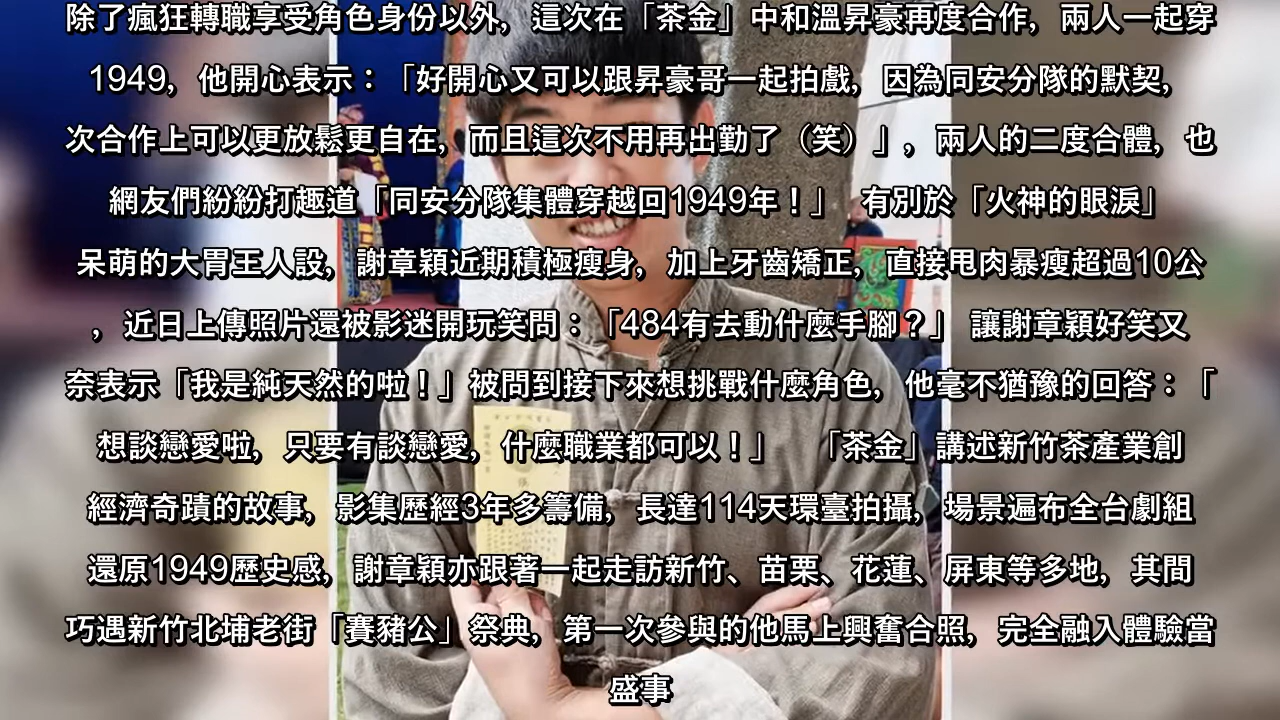 除了瘋狂轉職享受角色身份以外，這次在「茶金」中和溫昇豪再度合作，兩人一起穿
1949，他開心表示：「好開心又可以跟昇豪哥一起拍戲，因為同安分隊的默契，
次合作上可以更放鬆更自在，而且這次不用再出勤了（笑）」，兩人的二度合體，也
網友們紛紛打趣道「同安分隊集體穿越回1949年！」 有別於「火神的眼淚」
呆萌的大胃王人設，謝章穎近期積極瘦身，加上牙齒矯正，直接甩肉暴瘦超過10公
，近日上傳照片還被影迷開玩笑問：「484有去動什麼手腳？」 讓謝章穎好笑又
奈表示「我是純天然的啦！」被問到接下來想挑戰什麼角色，他毫不猶豫的回答：「
想談戀愛啦，只要有談戀愛，什麼職業都可以！」 「茶金」講述新竹茶產業創
經濟奇蹟的故事，影集歷經3年多籌備，長達114天環臺拍攝，場景遍布全台劇組
還原1949歷史感，謝章穎亦跟著一起走訪新竹、苗栗、花蓮、屏東等多地，其間
巧遇新竹北埔老街「賽豬公」祭典，第一次參與的他馬上興奮合照，完全融入體驗當
盛事